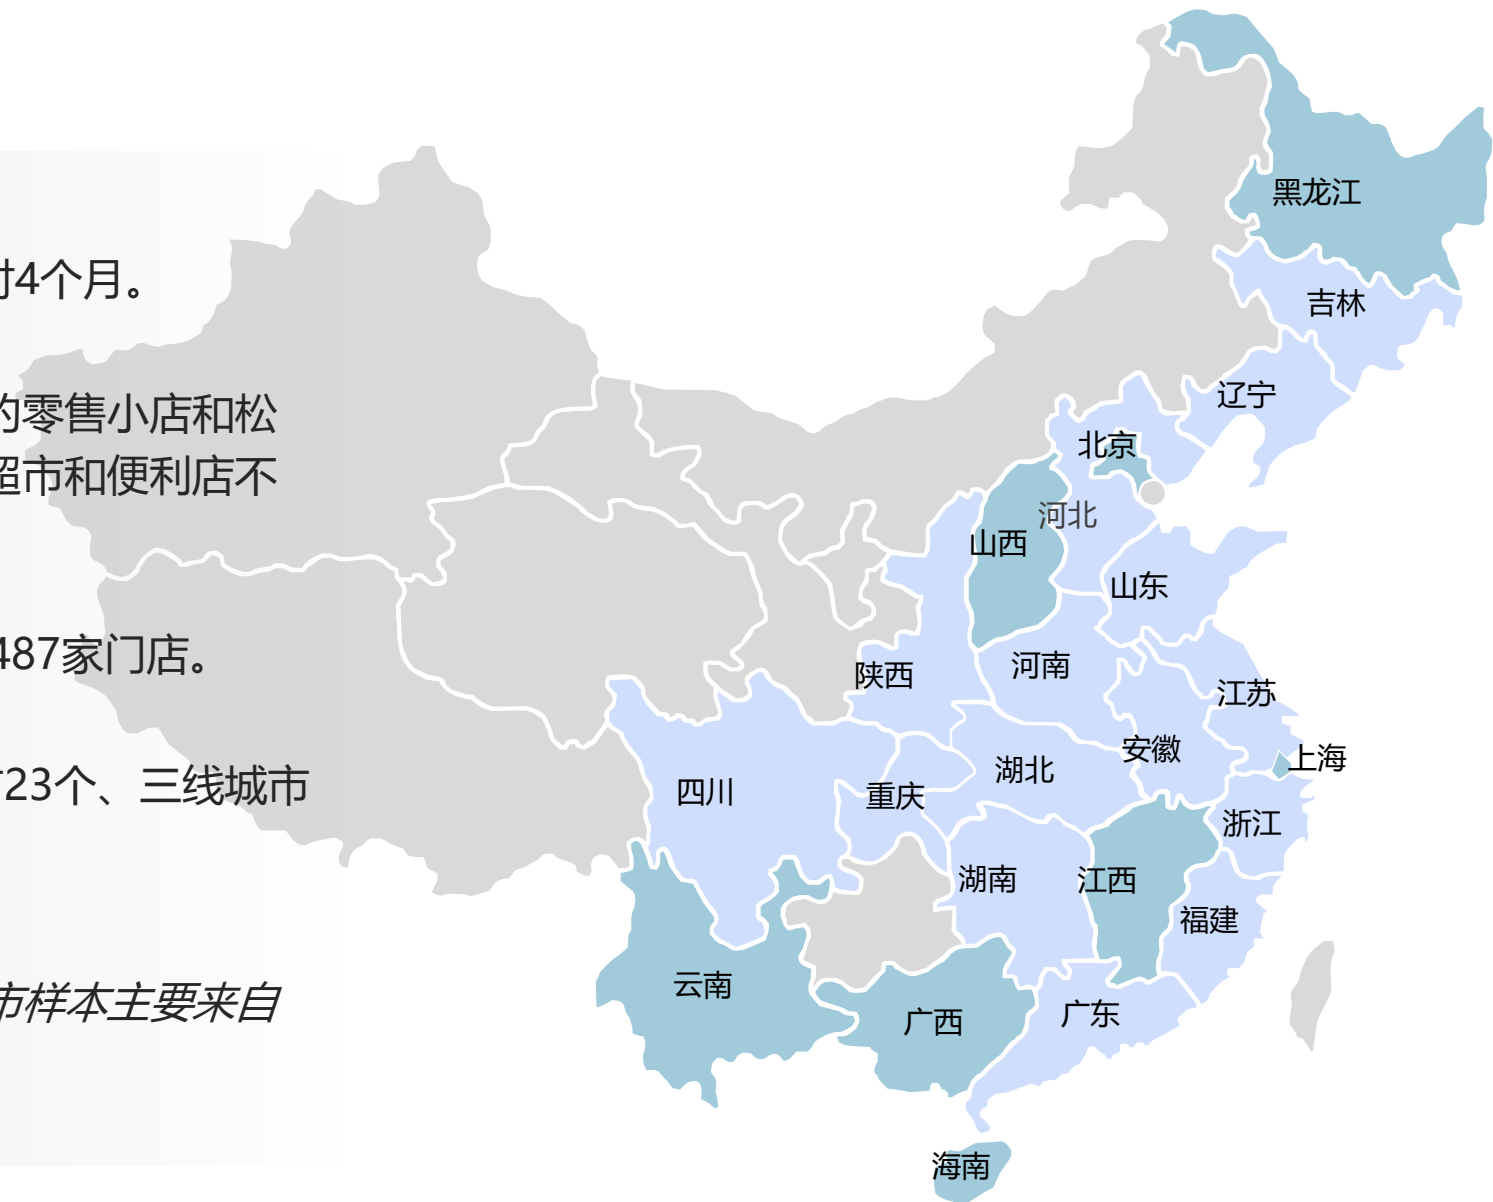 时4个月。
的零售小店和松
超市和便利店不
487家门店。
讨23个、三线城市
市样本主要来自
黑龙江
吉林
辽宁
北京
河北
山西
山东
陕西
河南
江苏
安徽
上海
湖北
四川
重庆
浙江
湖南
江西
福建
云南
广西
广东
海南